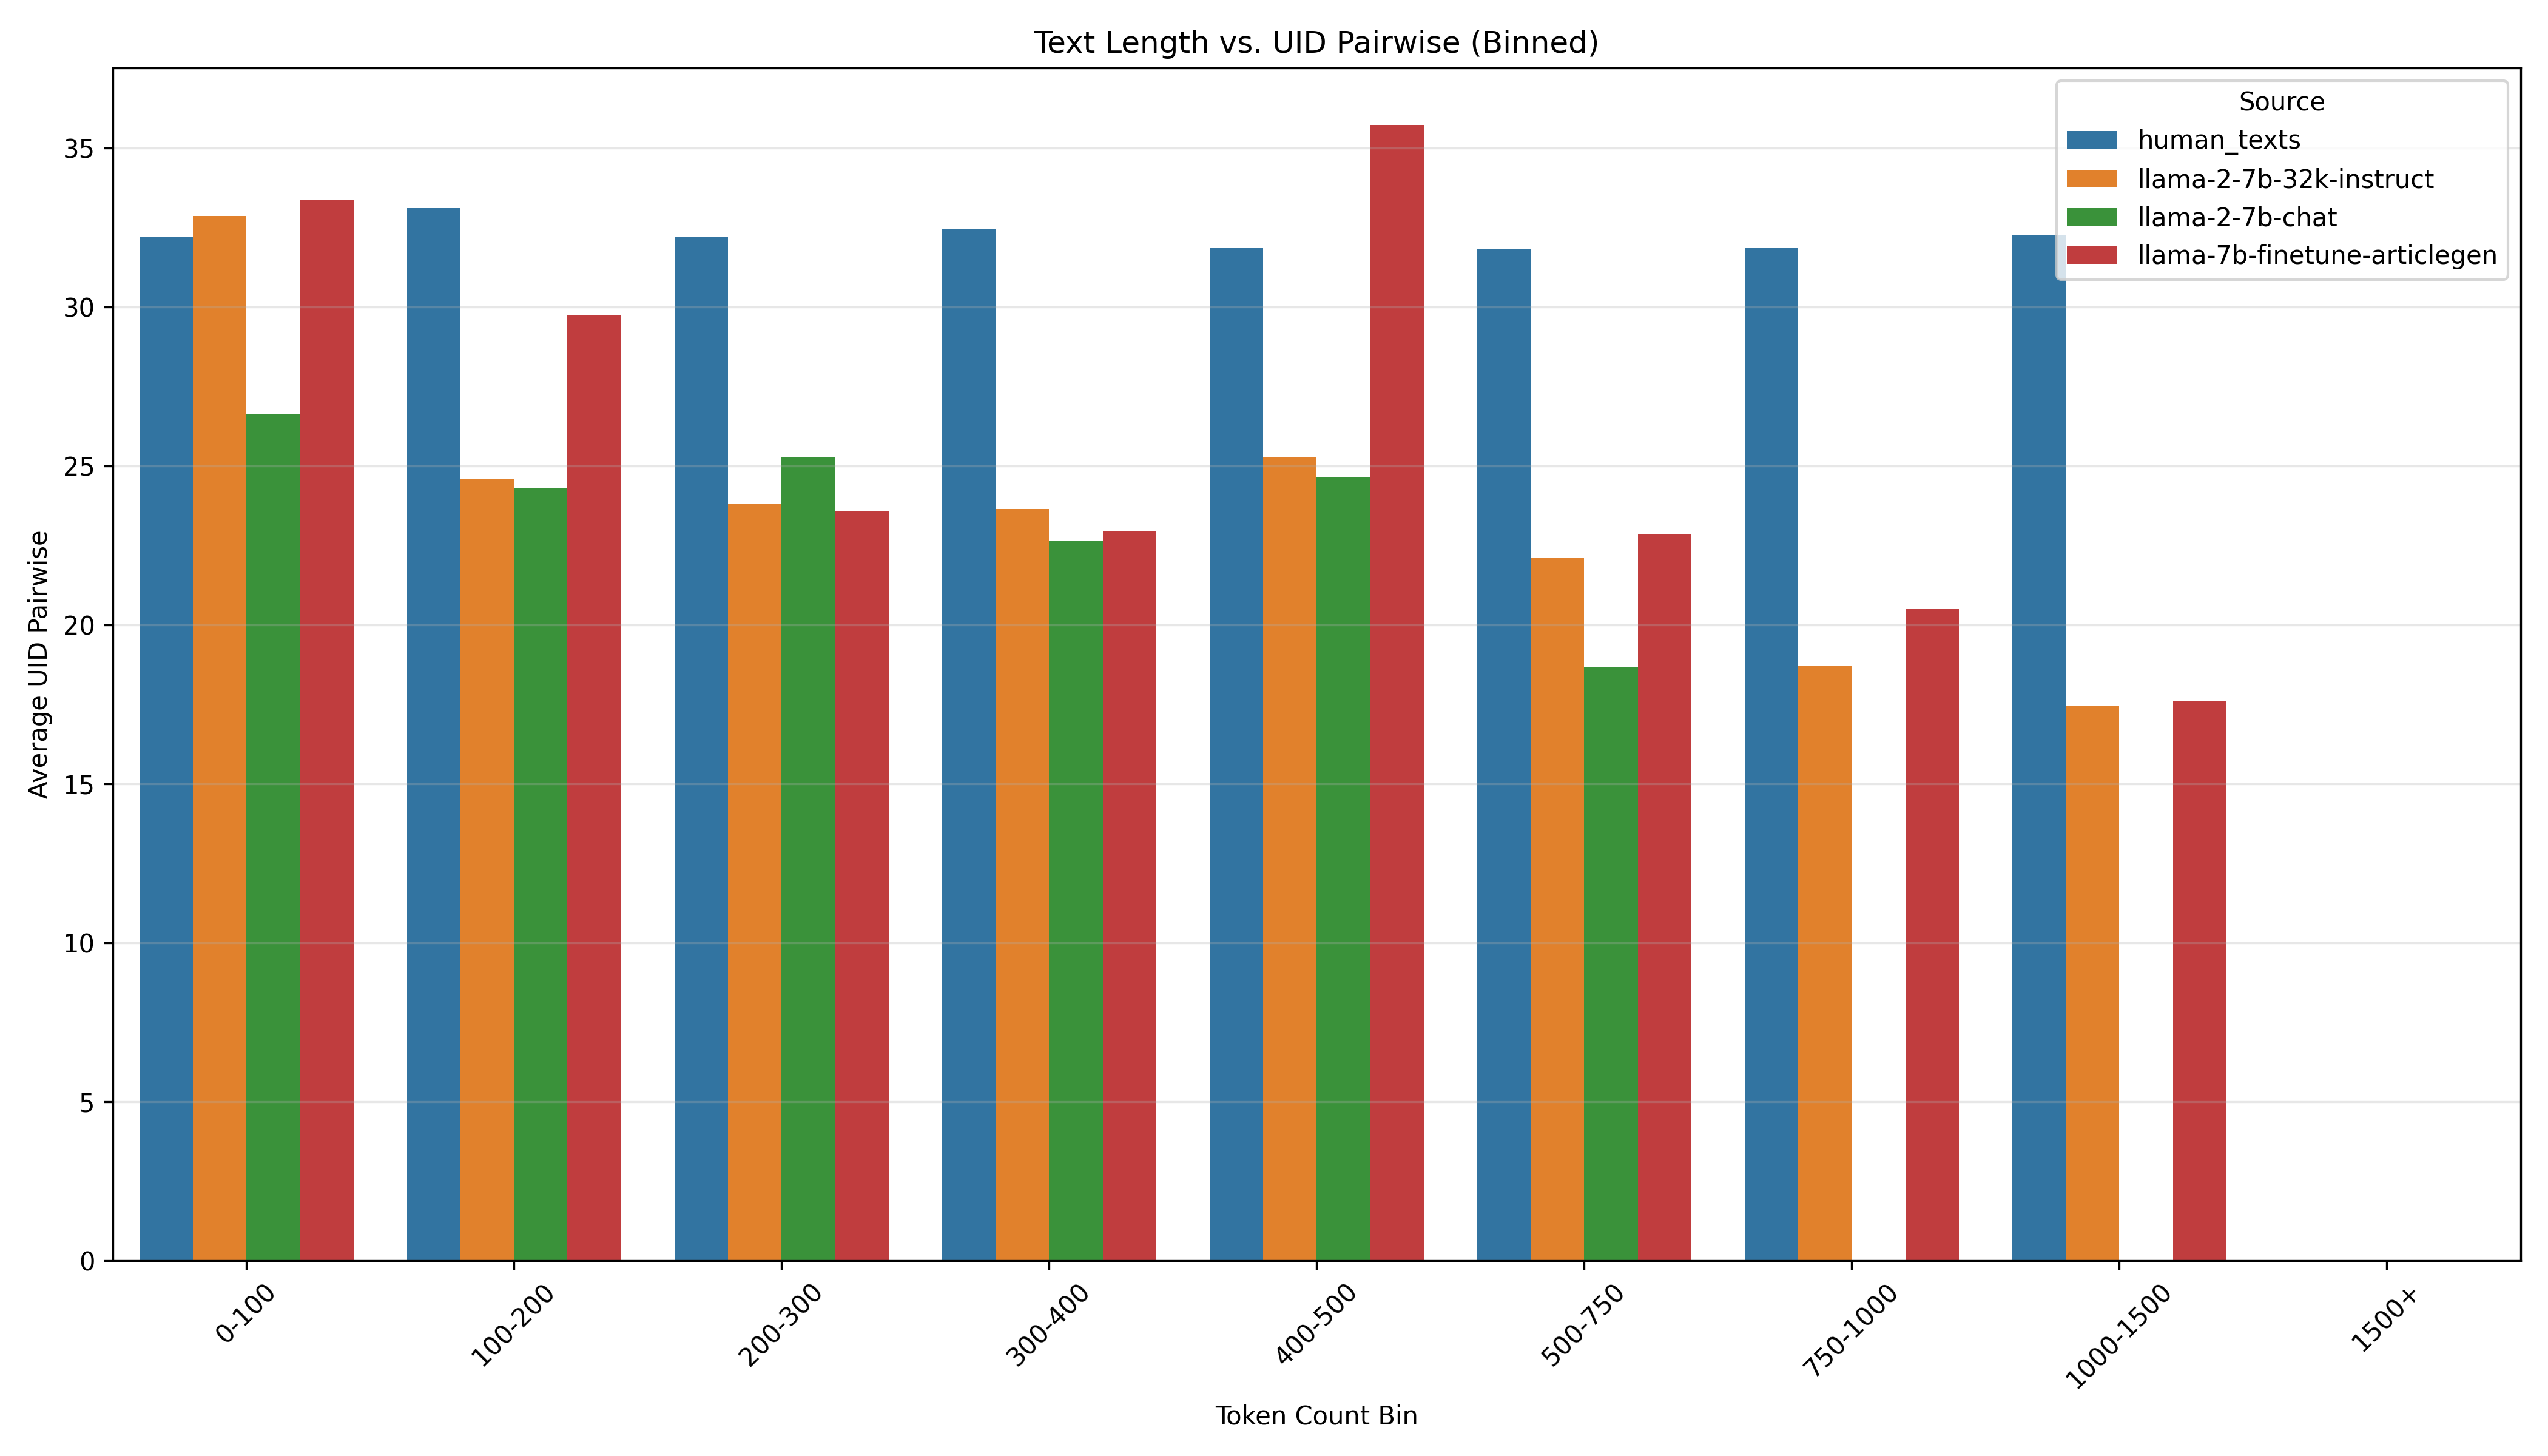 Text Length vs. UID Pairwise (Binned)
Source
human_texts
llama-2-7b-32k-instruct
llama-2-7b-chat
llama-7b-finetune-articlegen
Average UID Pairwise
35
30
25
20
15
10
5
0
0-100
100-200
200-300
300-400
400-500
500-750
750-1000
1000-1500
1500+
Token Count Bin